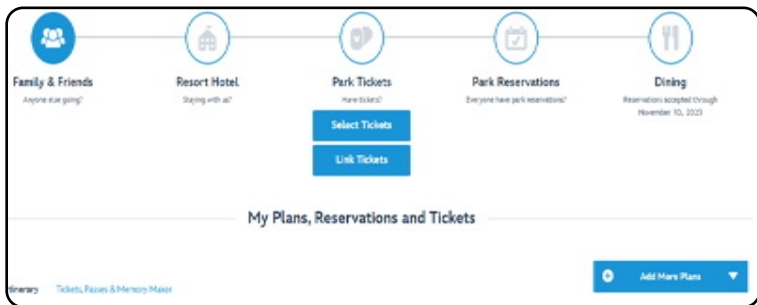 Family & Friends
Anyone else going?
Resort Hotel
Staying with us?
Park Tickets
Have tickets?
Select Tickets
Link Tickets
Park Reservations
Everyone have park reservations?
Dining
Reservations accepted through
November 10, 2023
My Plans, Reservations and Tickets
Add More Plans
Itinerary Tickets, Passes & Memory Maker